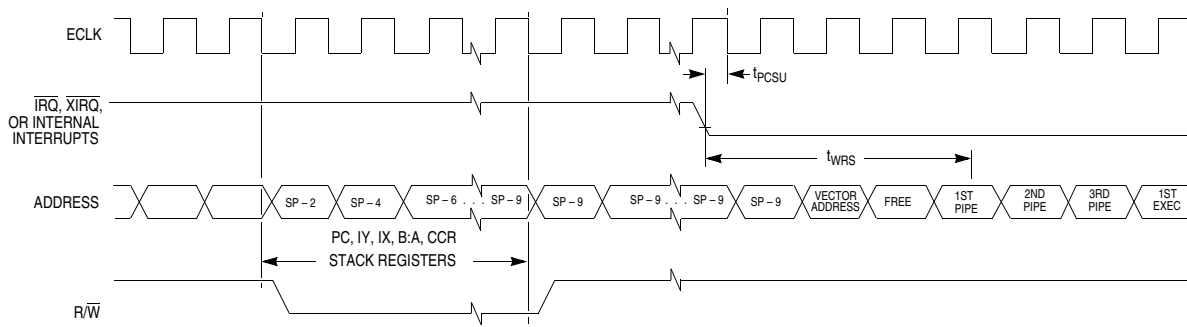 ECLK
tPCSU
IRQ, XIRQ,
OR INTERNAL
INTERRUPTS
tWRS
ADDRESS
SP – 2
SP – 4
SP – 6 . . . SP – 9
SP – 9
SP – 9 . . . SP – 9
SP – 9
VECTOR
ADDRESS
FREE
1ST
PIPE
2ND
PIPE
3RD
PIPE
1ST
EXEC
PC, IY, IX, B:A, CCR
STACK REGISTERS
R/W